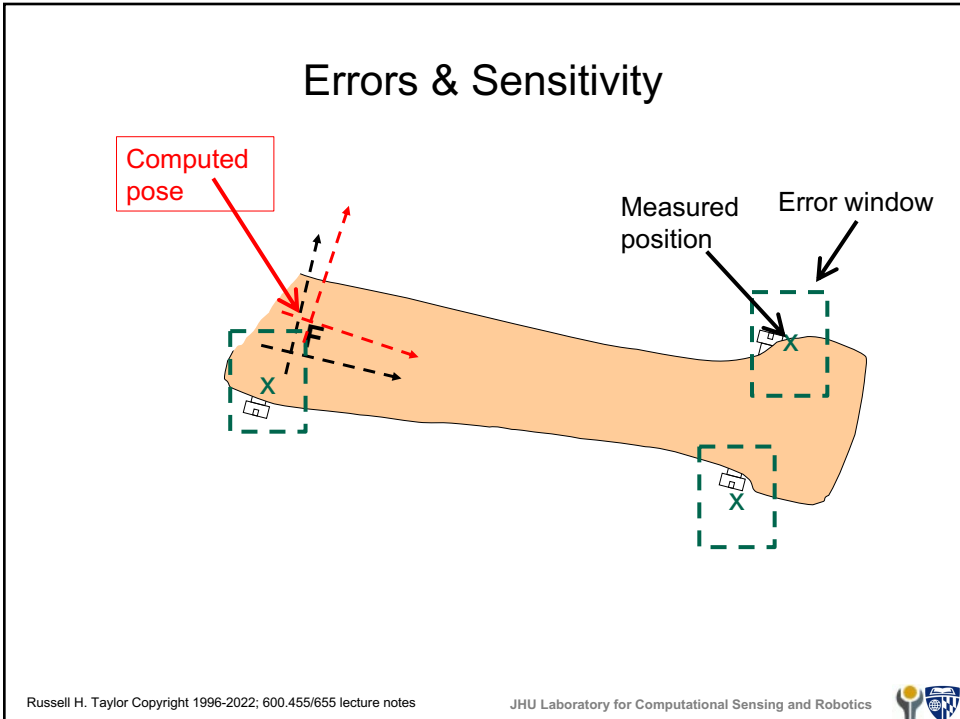 Errors & Sensitivity
Computed
pose
Measured
position
Error window
F
x
x
x
Russell H. Taylor Copyright 1996-2022; 600.455/655 lecture notes
JHU Laboratory for Computational Sensing and Robotics